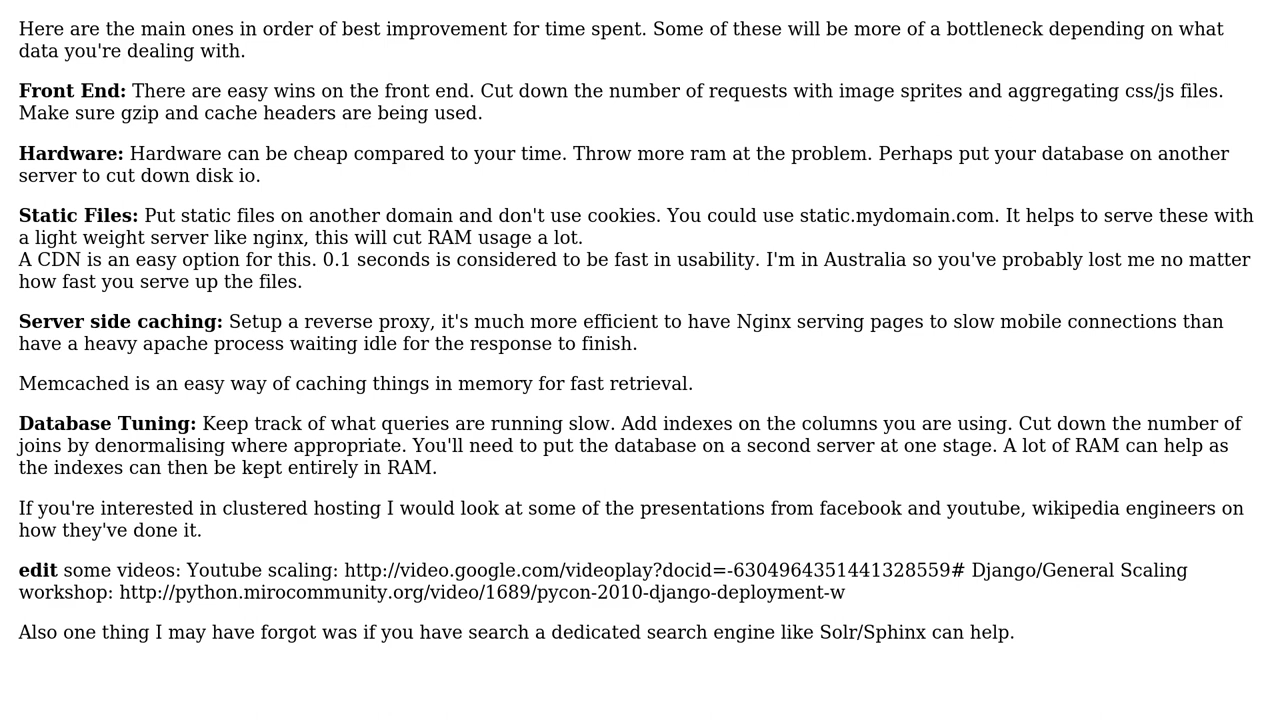 Here are the main ones in order of best improvement for time spent. Some of these will be more of a bottleneck depending on what
data you're dealing with.
Front End: There are easy wins on the front end. Cut down the number of requests with image sprites and aggregating css/js files.
Make sure gzip and cache headers are being used.
Hardware: Hardware can be cheap compared to your time. Throw more ram at the problem. Perhaps put your database on another
server to cut down disk io.
Static Files: Put static files on another domain and don't use cookies. You could use static.mydomain.com. It helps to serve these with
a light weight server like nginx, this will cut RAM usage a lot.
A CDN is an easy option for this. 0.1 seconds is considered to be fast in usability. I'm in Australia so you've probably lost me no matter
how fast you serve up the files.
Server side caching: Setup a reverse proxy, it's much more efficient to have Nginx serving pages to slow mobile connections than
have a heavy apache process waiting idle for the response to finish.
Memcached is an easy way of caching things in memory for fast retrieval.
Database Tuning: Keep track of what queries are running slow. Add indexes on the columns you are using. Cut down the number of
joins by denormalising where appropriate. You'll need to put the database on a second server at one stage. A lot of RAM can help as
the indexes can then be kept entirely in RAM.
If you're interested in clustered hosting I would look at some of the presentations from facebook and youtube, wikipedia engineers on
how they've done it.
edit some videos: Youtube scaling: http://video.google.com/videoplay?docid=-6304964351441328559# Django/General Scaling
workshop: http://python.mirocommunity.org/video/1689/pycon-2010-django-deployment-w
Also one thing I may have forgot was if you have search a dedicated search engine like Solr/Sphinx can help.